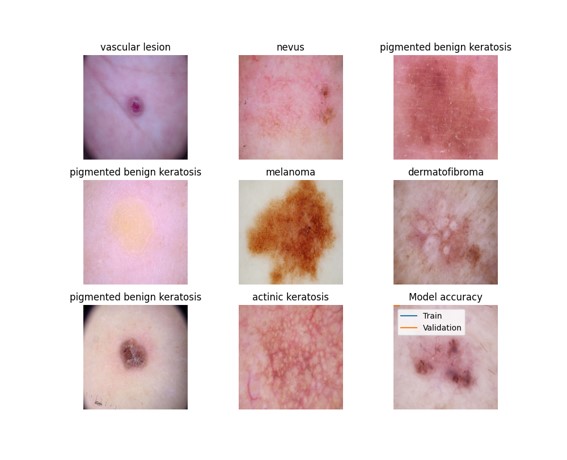 vascular lesion
nevus
pigmented benign keratosis
pigmented benign keratosis
melanoma
dermatofibroma
pigmented benign keratosis
actinic keratosis
Model accuracy
Train
Validation